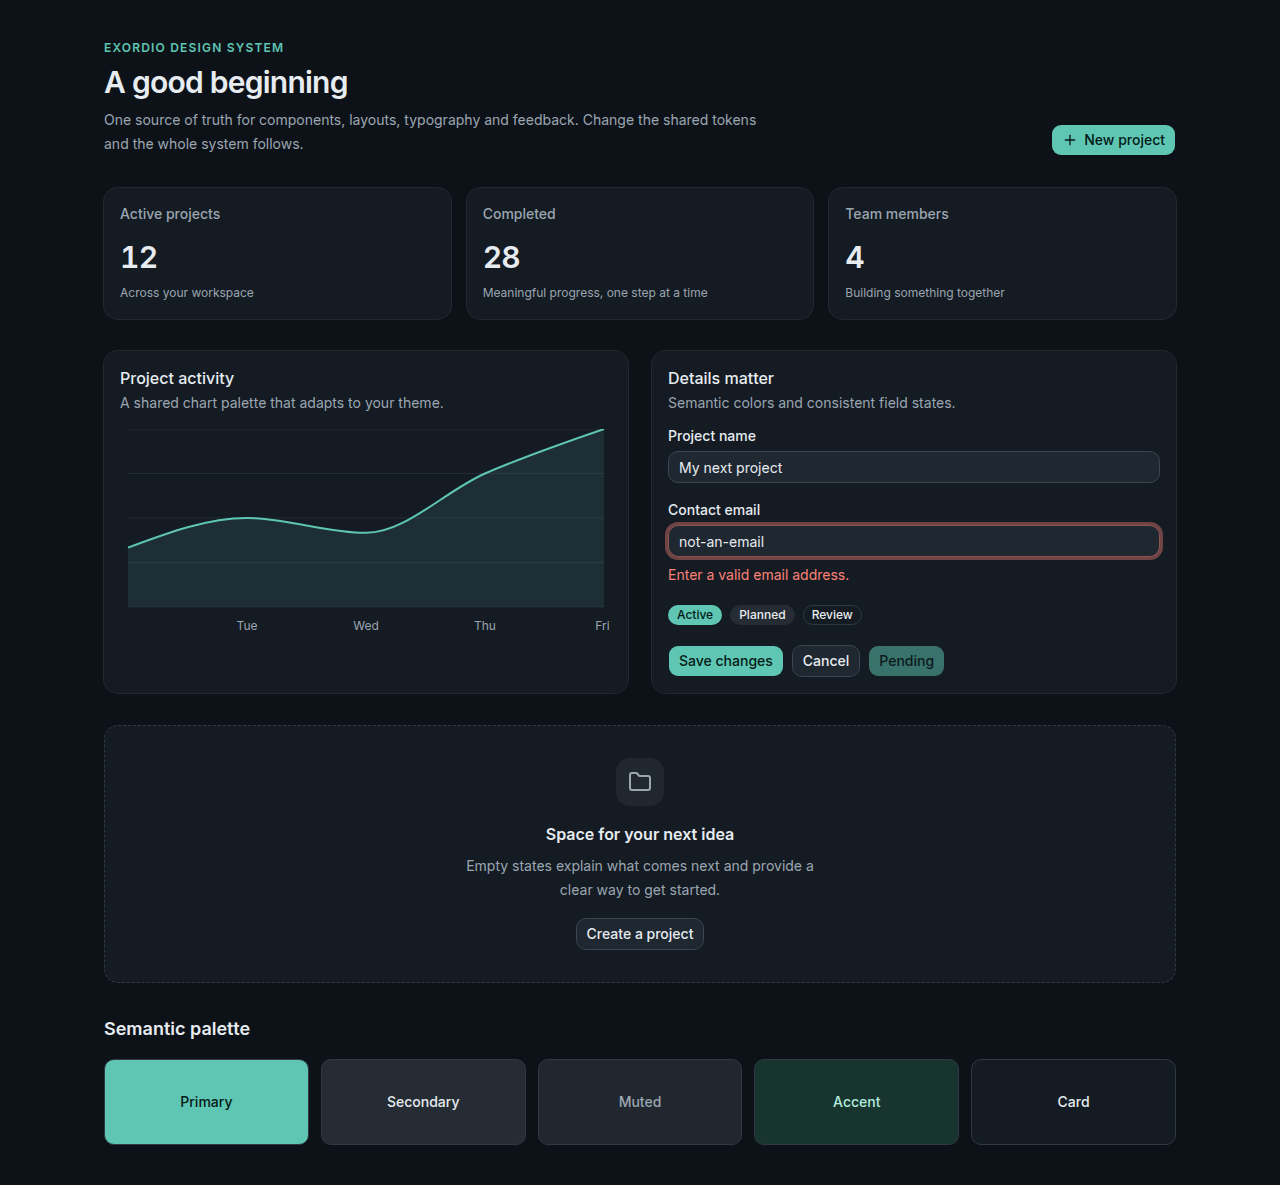 EXORDIO DESIGN SYSTEM
A good beginning
One source of truth for components, layouts, typography and feedback. Change the shared tokens
and the whole system follows.
New project
Active projects
12
Across your workspace
Completed
28
Meaningful progress, one step at a time
Team members
4
Building something together
Project activity
A shared chart palette that adapts to your theme.
Tue Wed Thu Fri
Details matter
Semantic colors and consistent field states.
Project name
My next project
Contact email
not-an-email
Enter a valid email address.
Active Planned Review
Save changes Cancel Pending
Space for your next idea
Empty states explain what comes next and provide a
clear way to get started.
Create a project
Semantic palette
Primary Secondary Muted Accent Card